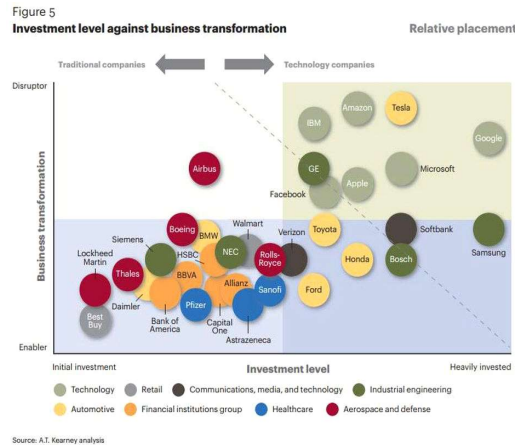 Figure 5
Investment level against business transformation
Relative placement
Traditional companies
Technology companies
Disruptor
Business transformation
Enabler
IBM
Amazon
Tesla
Google
Airbus
GE
Microsoft
Facebook
Apple
Boeing
BMW
Walmart
Siemens
Verizon
Toyota
Softbank
Samsung
Lockheed
Martin
HSBC
NEC
Rolls-
Royce
Honda
Bosch
Thales
BBVA
Daimler
Bank of
America
Pfizer
Allianz
Capital
One
Sanofi
Astrazeneca
Ford
Best
Buy
Initial investment
Investment level
Heavily invested
Technology
Retail
Communications, media, and technology
Industrial engineering
Automotive
Financial institutions group
Healthcare
Aerospace and defense
Source: A.T. Kearney analysis